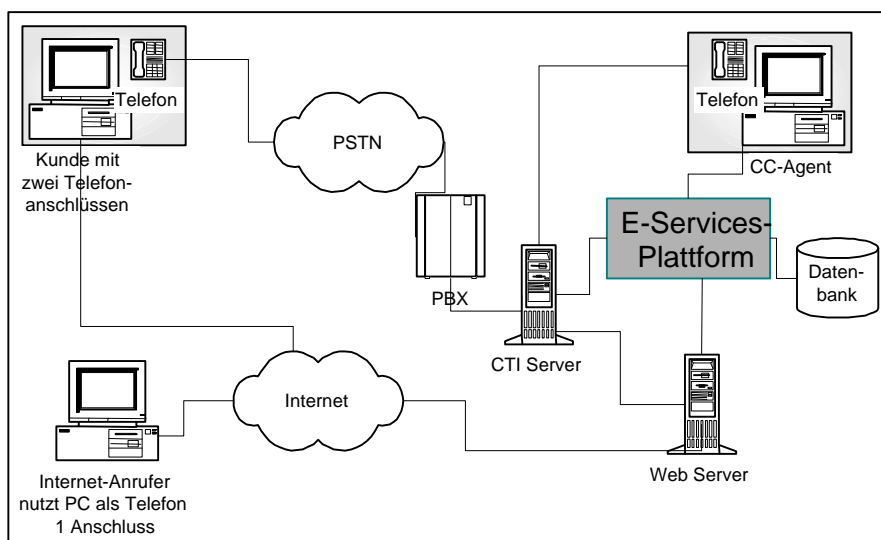 Telefon
Kunde mit
zwei Telefon-
anschlüssen
PSTN
PBX
Telefon
CC-Agent
E-Services-
Plattform
Daten-
bank
CTI Server
Internet
Web Server
Internet-Anrufer
nutzt PC als Telefon
1 Anschluss